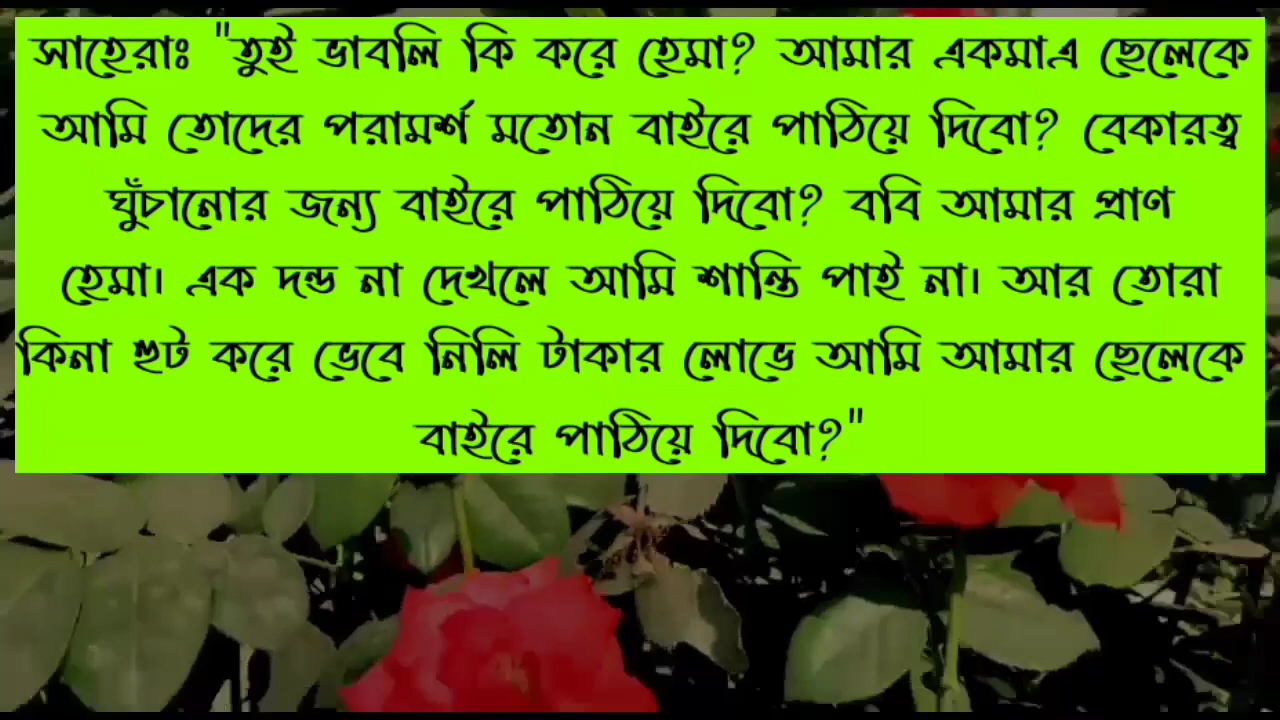 সাহেরাঃ "তুই ভাবলি কি করে হেমা? আমার একমাএ ছেলেকে
আমি তোদের পরামর্শ মতোন বাইরে পাঠিয়ে দিবো? বেকারত্ব
ঘুঁচানোর জন্য বাইরে পাঠিয়ে দিবো? ববি আমার প্রাণ
হেমা। এক দন্ড না দেখলে আমি শান্তি পাই না। আর তোরা
কিনা হুট করে ভেবে নিলি টাকার লোভে আমি আমার ছেলেকে
বাইরে পাঠিয়ে দিবো?"